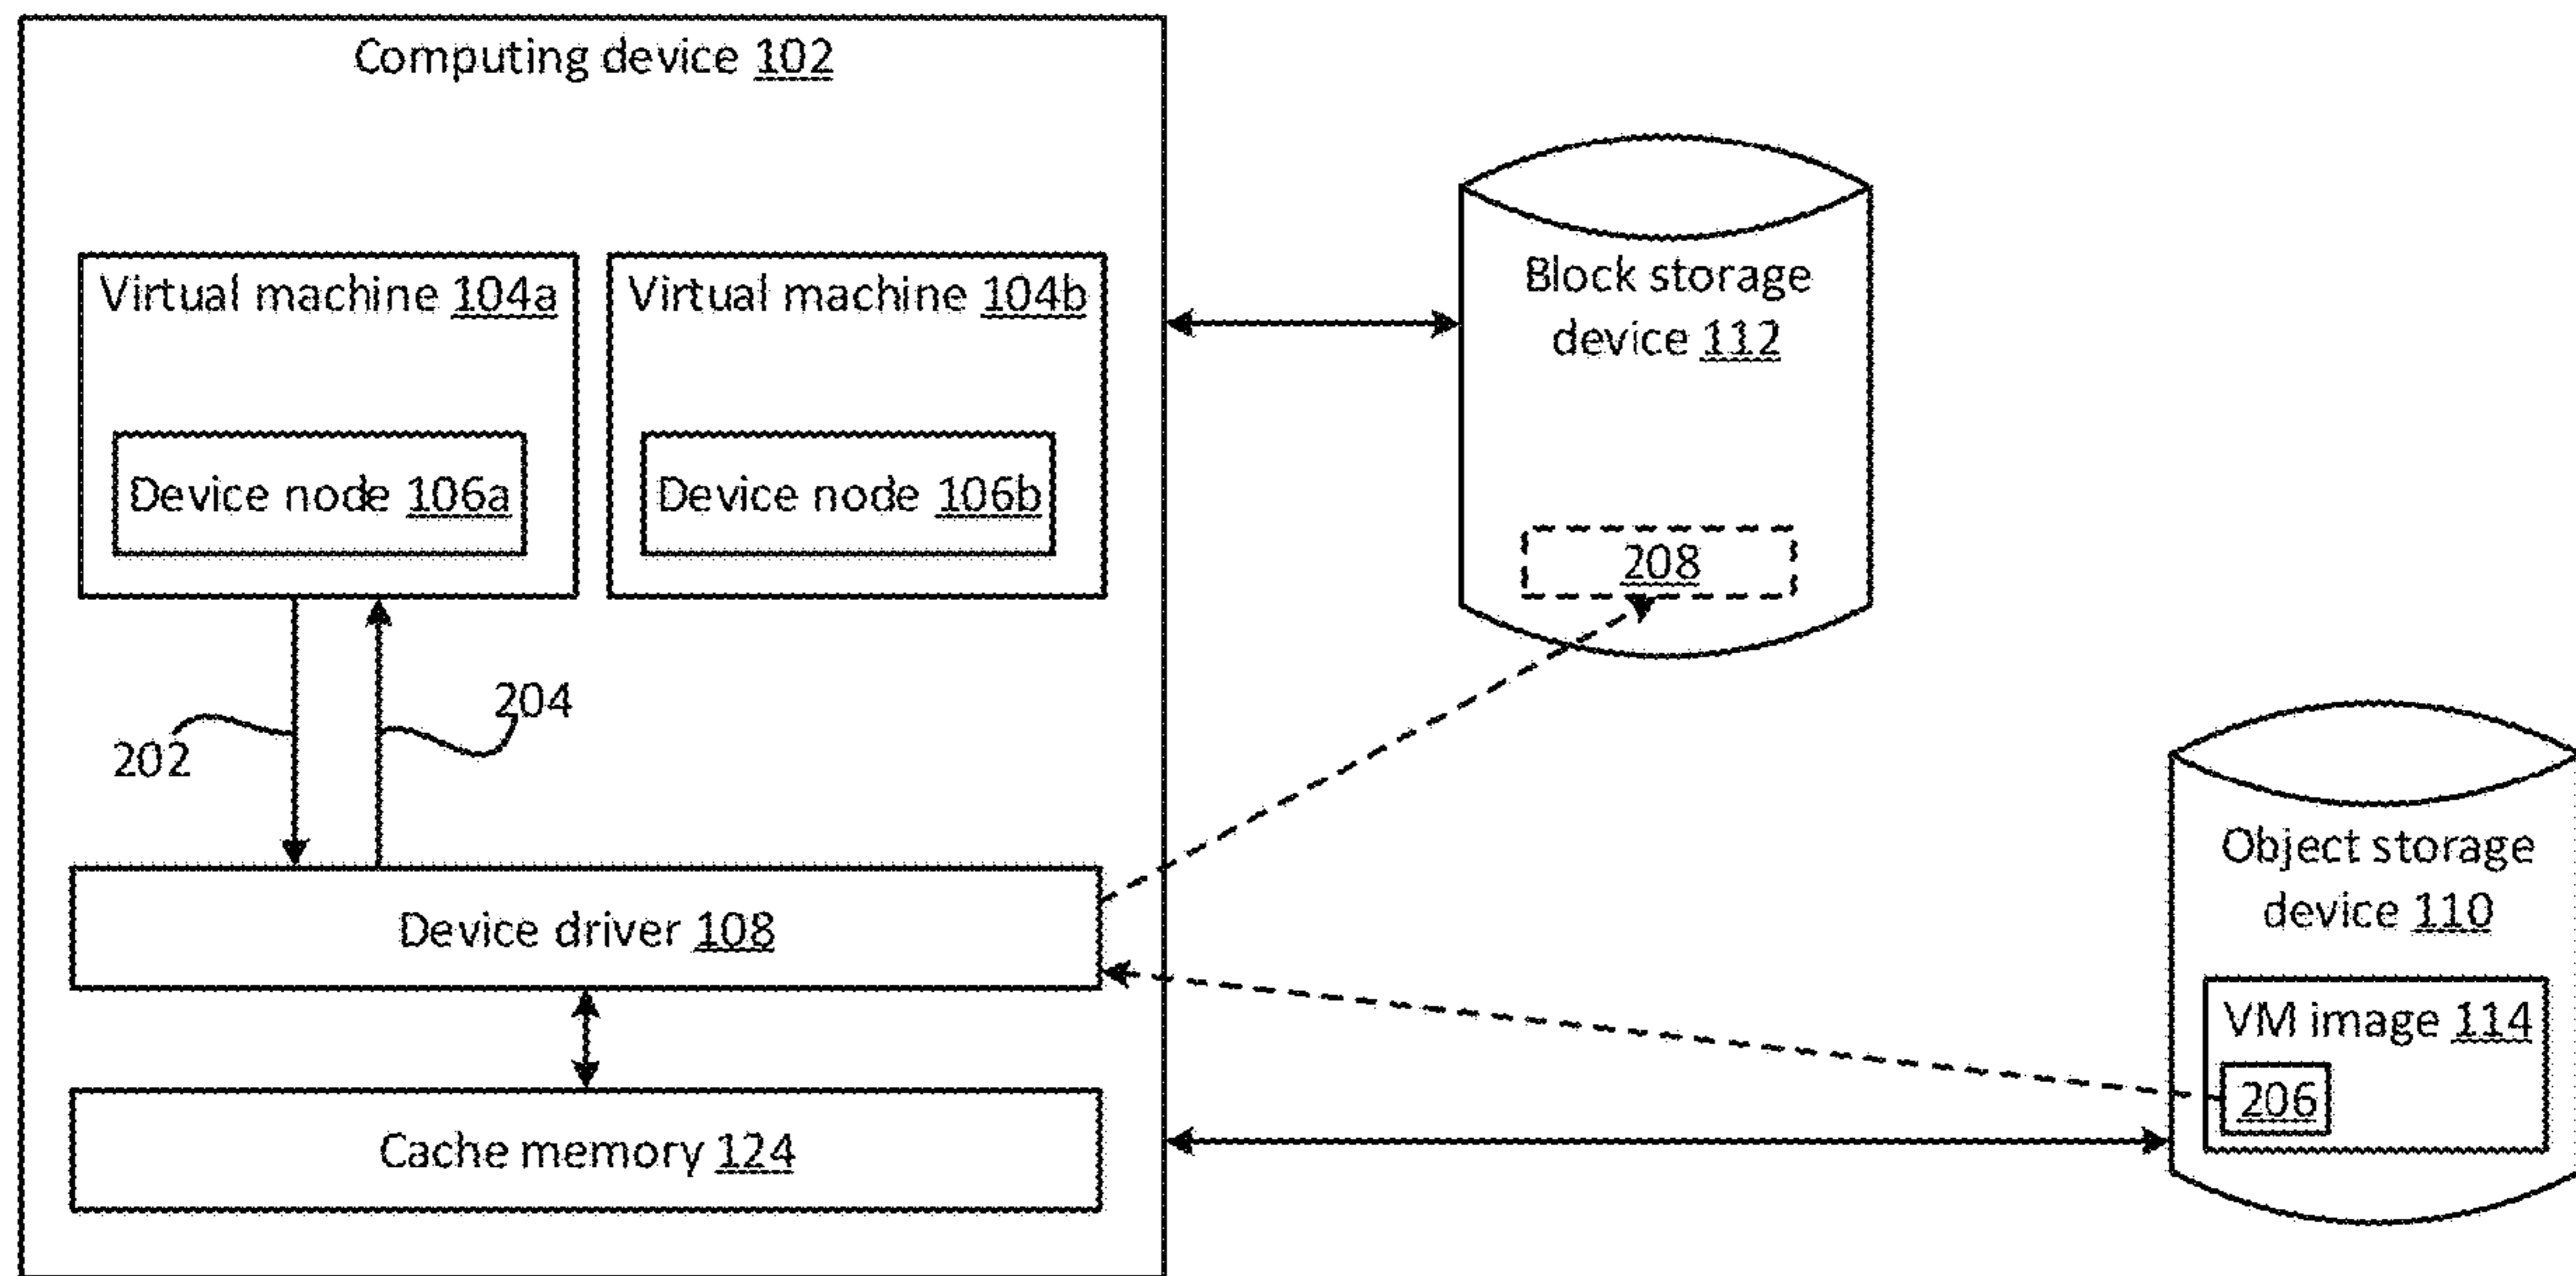 Computing device 102
Virtual machine 104a
Virtual machine 104b
Device node 106a
Device node 106b
Block storage
device 112
208
202
204
Device driver 108
Cache memory 124
Object storage
device 110
VM image 114
206